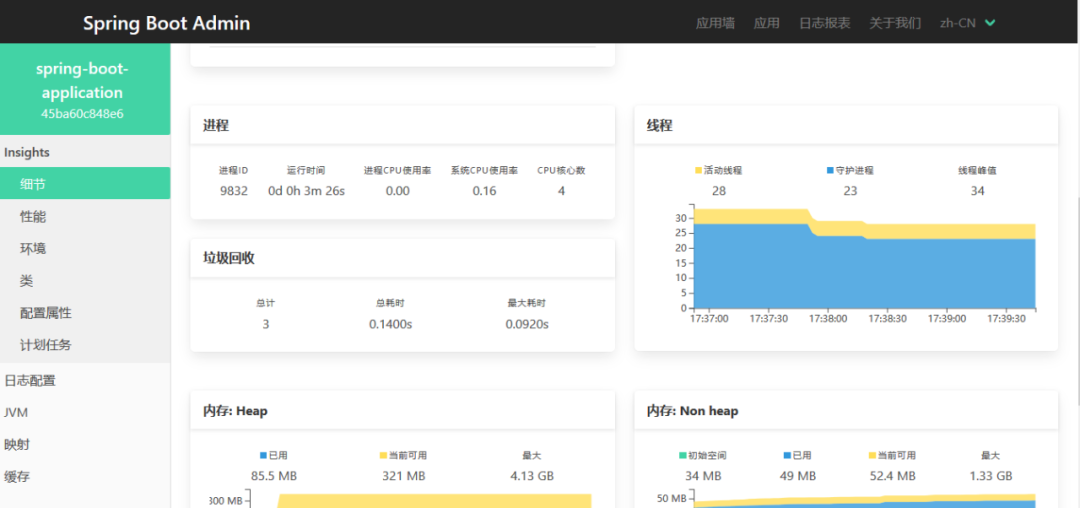 Spring Boot Admin
应用墙 应用 日志报表 关于我们 zh-CN
spring-boot-
application
45ba60c848e6
Insights
细节
性能
环境
类
配置属性
计划任务
日志配置
JVM
映射
缓存
进程
进程ID 运行时间 进程CPU使用率 系统CPU使用率 CPU核心数
9832 0d 0h 3m 26s 0.00 0.16 4
垃圾回收
总计 总耗时 最大耗时
3 0.1400s 0.0920s
线程
活动线程 守护进程 线程峰值
28 23 34
30
25
20
15
10
5
0
17:37:00 17:37:30 17:38:00 17:38:30 17:39:00 17:39:30
内存: Heap
已用 当前可用 最大
85.5 MB 321 MB 4.13 GB
300 MB
内存: Non heap
初始空间 已用 当前可用 最大
34 MB 49 MB 52.4 MB 1.33 GB
50 MB